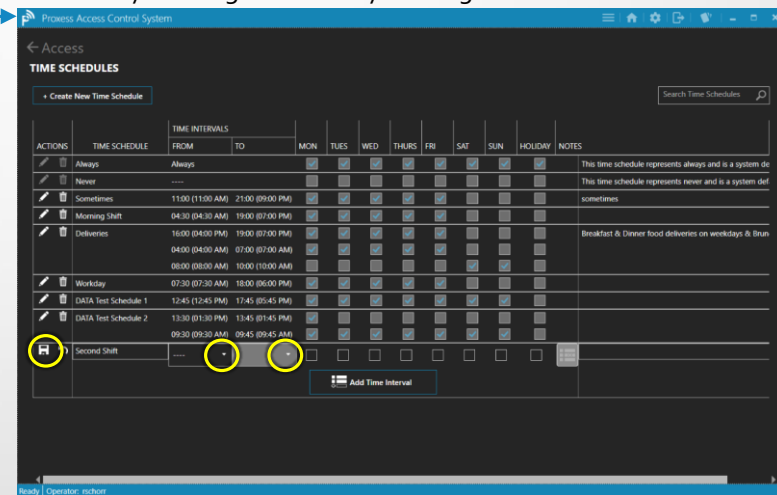 Proxess Access Control System
Access
TIME SCHEDULES
+ Create New Time Schedule
Search Time Schedules
TIME INTERVALS
ACTIONS TIME SCHEDULE FROM TO MON TUES WED THURS FRI SAT SUN HOLIDAY NOTES
Always Always This time schedule represents always and is a system de
Never ---- This time schedule represents never and is a system def
Sometimes 11:00 (11:00 AM) 21:00 (09:00 PM) sometimes
Morning Shift 04:30 (04:30 AM) 19:00 (07:00 PM)
Deliveries 16:00 (04:00 PM) 19:00 (07:00 PM) Breakfast & Dinner food deliveries on weekdays & Brun
04:00 (04:00 AM) 07:00 (07:00 AM)
08:00 (08:00 AM) 10:00 (10:00 AM)
Workday 07:30 (07:30 AM) 18:00 (06:00 PM)
DATA Test Schedule 1 12:45 (12:45 PM) 17:45 (05:45 PM)
DATA Test Schedule 2 13:30 (01:30 PM) 13:45 (01:45 PM)
09:30 (09:30 AM) 09:45 (09:45 AM)
Second Shift ----
Add Time Interval
Ready Operator: rschorr